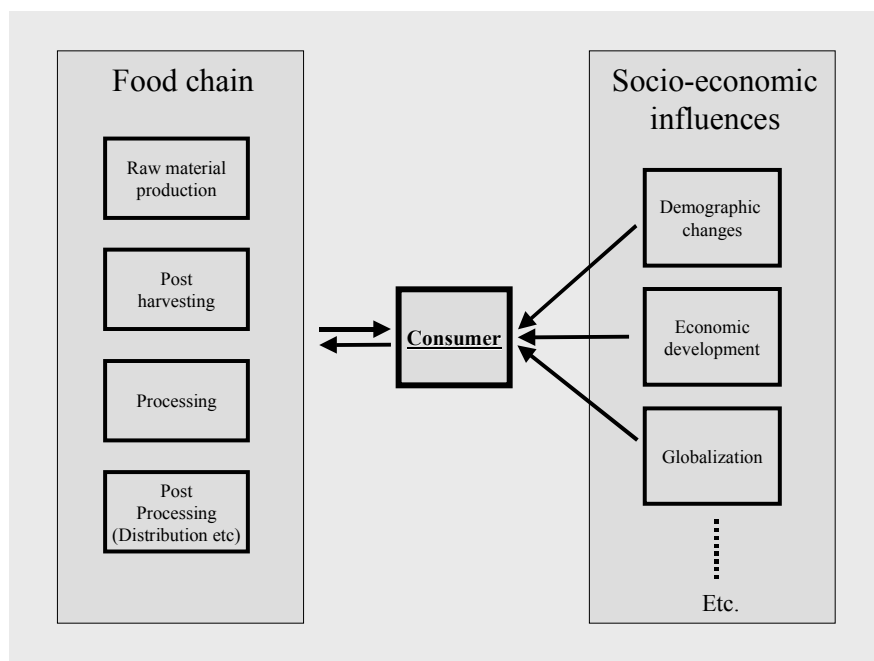 Food chain
Raw material
production
Post
harvesting
Processing
Post
Processing
(Distribution etc)
Consumer
Socio-economic
influences
Demographic
changes
Economic
development
Globalization
Etc.